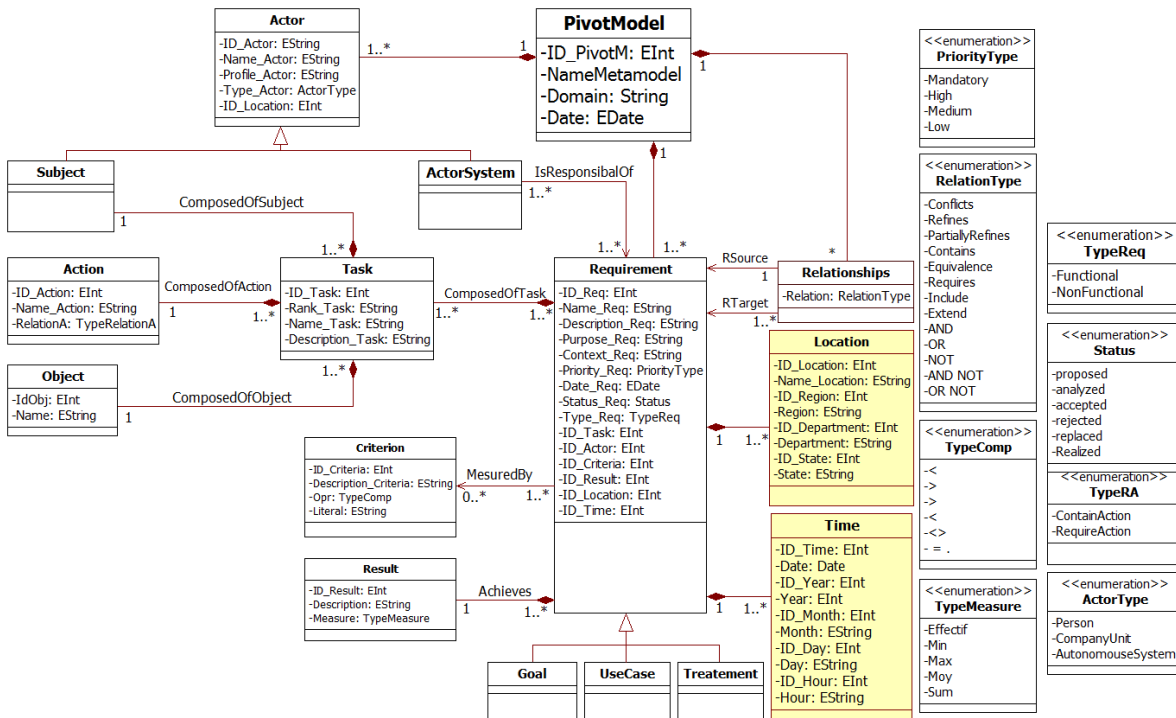 Actor
-ID_Actor: EString
-Name_Actor: EString
-Profile_Actor: EString
-Type_Actor: ActorType
-ID_Location: EInt
1..*
1
PivotModel
-ID_PivotM: EInt
-NameMetamodel
-Domain: String
-Date: EDate
1
1
<<enumeration>>
PriorityType
-Mandatory
-High
-Medium
-Low
Subject
ActorSystem
IsResponsibalOf
1..*
1..*
1..*
ComposedOfSubject
1
1..*
Action
-ID_Action: EInt
-Name_Action: EString
-RelationA: TypeRelationA
ComposedOfAction
1
1..*
Task
-ID_Task: EInt
-Rank_Task: EString
-Name_Task: EString
-Description_Task: EString
ComposedOfTask
1..*
1..*
1..*
Object
-IdObj: EInt
-Name: EString
ComposedOfObject
1
Requirement
-ID_Req: EInt
-Name_Req: EString
-Description_Req: EString
-Purpose_Req: EString
-Context_Req: EString
-Priority_Req: PriorityType
-Date_Req: EDate
-Status_Req: Status
-Type_Req: TypeReq
-ID_Task: EInt
-ID_Actor: EInt
-ID_Criteria: EInt
-ID_Result: EInt
-ID_Location: EInt
-ID_Time: EInt
RSource
1
*
RTarget
1..*
Relationships
-Relation: RelationType
Location
-ID_Location: EInt
-Name_Location: EString
-ID_Region: EInt
-Region: EString
-ID_Department: EInt
-Department: EString
-ID_State: EInt
-State: EString
1
1..*
Criterion
-ID_Criteria: EInt
-Description_Criteria: EString
-Opr: TypeComp
-Literal: EString
MesuredBy
0..*
1..*
Result
-ID_Result: EInt
-Description: EString
-Measure: TypeMeasure
Achieves
1
1..*
Time
-ID_Time: EInt
-Date: Date
-ID_Year: EInt
-Year: EInt
-ID_Month: EInt
-Month: EString
-ID_Day: EInt
-Day: EString
-ID_Hour: EInt
-Hour: EString
1
1..*
Goal
UseCase
Treatement
<<enumeration>>
RelationType
-Conflicts
-Refines
-PartiallyRefines
-Contains
-Equivalence
-Requires
-Include
-Extend
-AND
-OR
-NOT
-AND NOT
-OR NOT
<<enumeration>>
TypeComp
-<
->
->
-<
-<>
- = .
<<enumeration>>
TypeMeasure
-Effectif
-Min
-Max
-Moy
-Sum
<<enumeration>>
TypeReq
-Functional
-NonFunctional
<<enumeration>>
Status
-proposed
-analyzed
-accepted
-rejected
-replaced
-Realized
<<enumeration>>
TypeRA
-ContainAction
-RequireAction
<<enumeration>>
ActorType
-Person
-CompanyUnit
-AutonomouseSystem